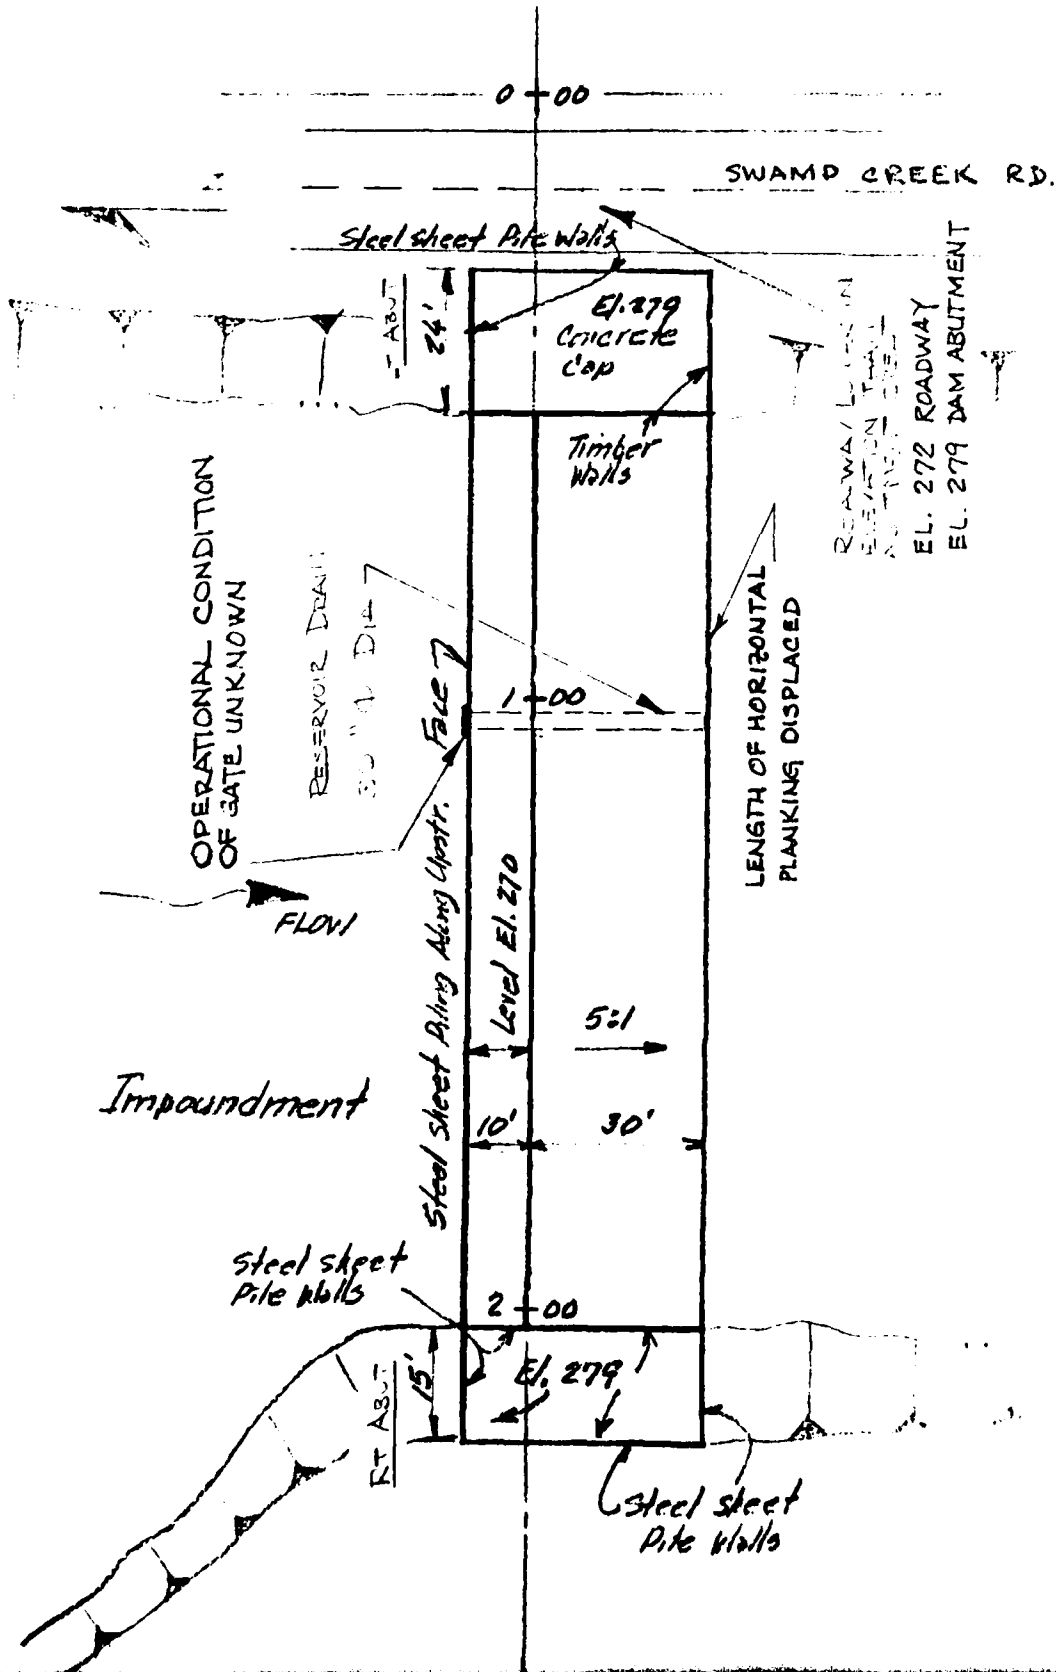 0+00
SWAMP CREEK RD.
Steel sheet Pile Walls
ABUT
24'
El. 279
Concrete
Cap
Timber
Walls
EL. 272 ROADWAY
EL. 279 DAM ABUTMENT
OPERATIONAL CONDITION
OF GATE UNKNOWN
RESERVOIR DRAIN
DIA
Steel sheet Piling Along Upstr. Face
1+00
LENGTH OF HORIZONTAL
PLANKING DISPLACED
FLOW
Level El. 270
5:1
Impoundment
10'
30'
Steel sheet
Pile Walls
2+00
15'
RT ABUT
El. 279
Steel sheet
Pile Walls